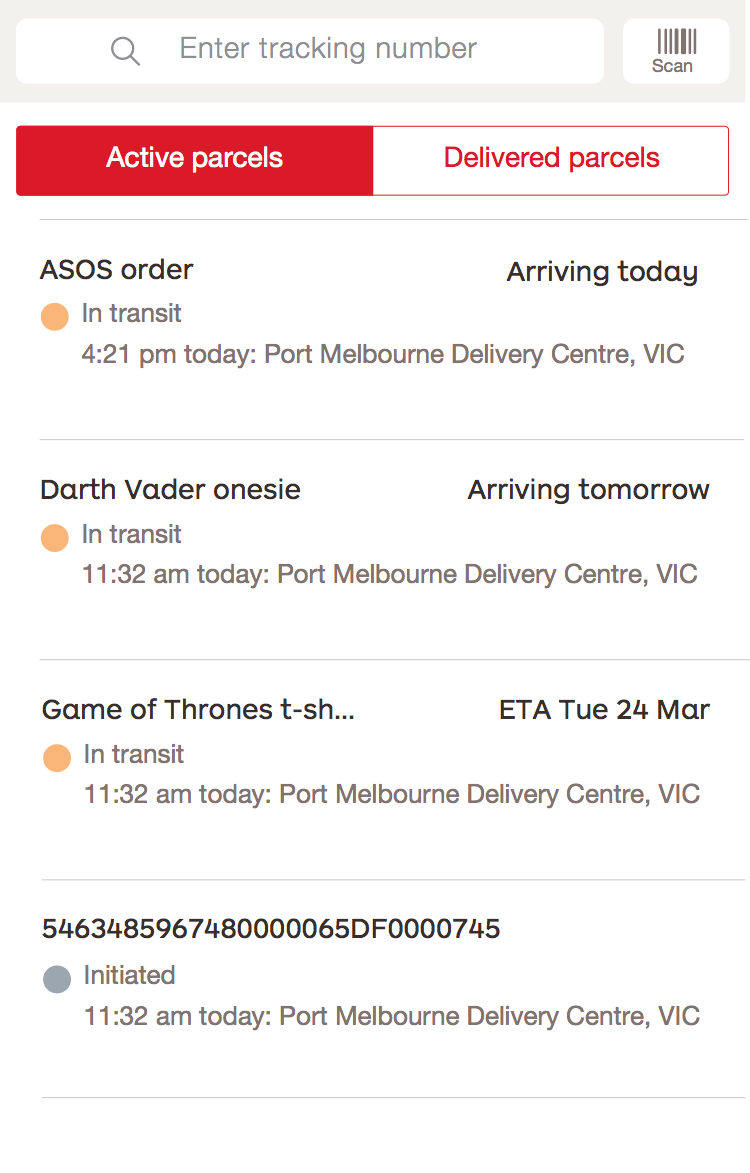 Enter tracking number
Scan
Active parcels
Delivered parcels
ASOS order
Arriving today
In transit
4:21 pm today: Port Melbourne Delivery Centre, VIC
Darth Vader onesie
Arriving tomorrow
In transit
11:32 am today: Port Melbourne Delivery Centre, VIC
Game of Thrones t-sh...
ETA Tue 24 Mar
In transit
11:32 am today: Port Melbourne Delivery Centre, VIC
5463485967480000065DF0000745
Initiated
11:32 am today: Port Melbourne Delivery Centre, VIC